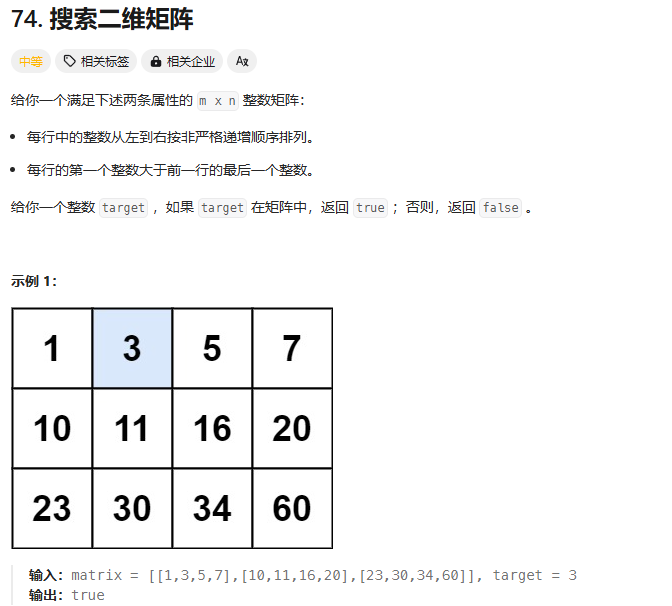 74. 搜索二维矩阵
中等 相关标签 相关企业 Aʐ
给你一个满足下述两条属性的 m x n 整数矩阵：
每行中的整数从左到右按非严格递增顺序排列。
每行的第一个整数大于前一行的最后一个整数。
给你一个整数 target ，如果 target 在矩阵中，返回 true ；否则，返回 false 。
示例 1：
1 3 5 7
10 11 16 20
23 30 34 60
输入：matrix = [[1,3,5,7],[10,11,16,20],[23,30,34,60]], target = 3
输出：true